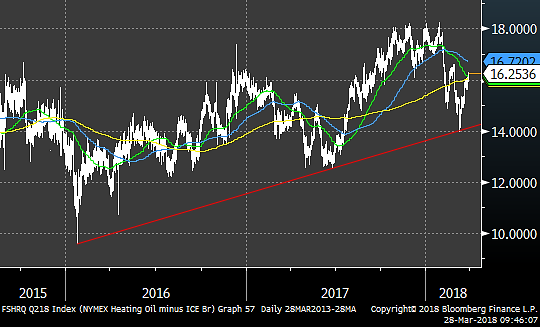 18.0000
16.7202
16.2536
14.0000
12.0000
10.0000
2015 2016 2017 2018
FSHRQ Q218 Index (NYMEX Heating Oil minus ICE Br) Graph 57 Daily 28MAR2013-28MA Copyright© 2018 Bloomberg Finance L.P.
28-Mar-2018 09:46:07